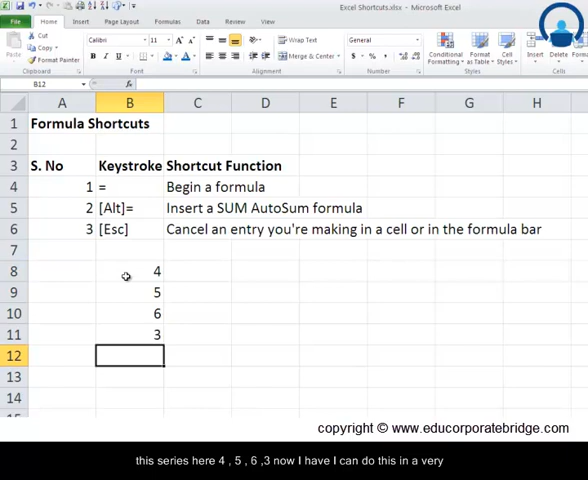 Excel Shortcuts.xlsx - Microsoft Excel
File Home Insert Page Layout Formulas Data Review View
Cut
Copy
Format Painter
Paste
Clipboard
Calibri 11
B I U
Font
Wrap Text
Merge & Center
Alignment
General
$ % ,
Number
Conditional Formatting
Format as Table
Cell Styles
Styles
Insert Delete
B12 fx
A B C D E F G H
1 Formula Shortcuts
2
3 S. No Keystroke Shortcut Function
4 1 = Begin a formula
5 2 [Alt]= Insert a SUM AutoSum formula
6 3 [Esc] Cancel an entry you're making in a cell or in the formula bar
7
8 4
9 5
10 6
11 3
12
13
14
copyright © www.educorporatebridge.com
this series here 4 , 5 , 6 ,3 now I have I can do this in a very